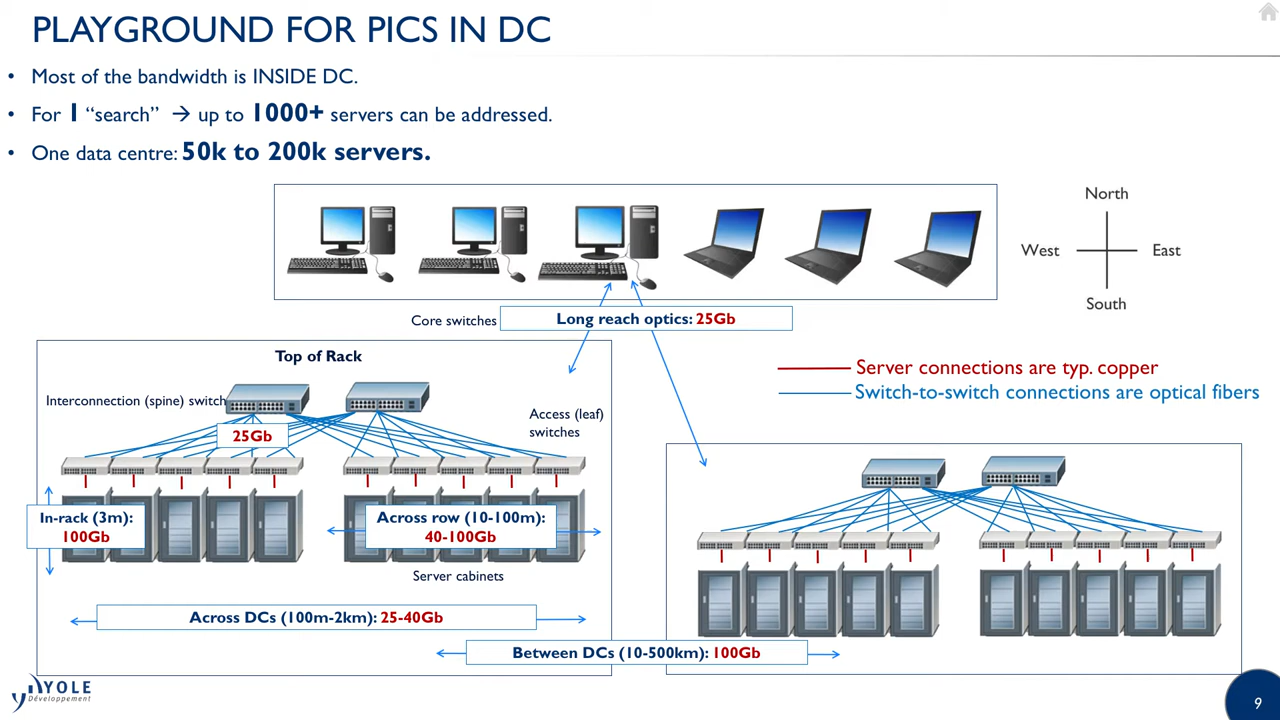 PLAYGROUND FOR PICS IN DC
• Most of the bandwidth is INSIDE DC.
• For 1 “search” → up to 1000+ servers can be addressed.
• One data centre: 50k to 200k servers.
North
West
East
South
Core switches
Long reach optics: 25Gb
Top of Rack
Server connections are typ. copper
Switch-to-switch connections are optical fibers
Interconnection (spine) switch
Access (leaf)
switches
25Gb
In-rack (3m):
100Gb
Across row (10-100m):
40-100Gb
Server cabinets
Across DCs (100m-2km): 25-40Gb
Between DCs (10-500km): 100Gb
YOLE
Développement
9